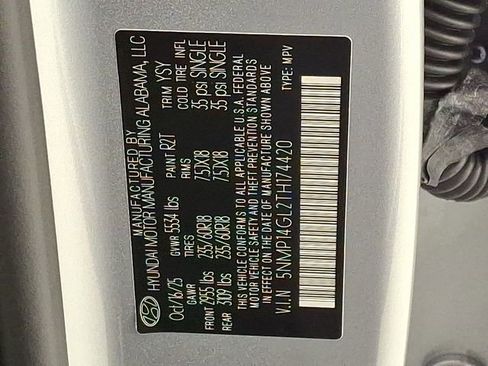 MANUFACTURED BY
HYUNDAI MOTOR MANUFACTURING ALABAMA, LLC
Oct/16/25 GVWR 5534 lbs PAINT R2T TRIM YSY
GAWR TIRES RIMS COLD TIRE INFL
FRONT 2955 lbs 235/60R18 7.5JX18 35 psi SINGLE
REAR 3109 lbs 235/60R18 7.5JX18 35 psi SINGLE
THIS VEHICLE CONFORMS TO ALL APPLICABLE U.S.A. FEDERAL
MOTOR VEHICLE SAFETY AND THEFT PREVENTION STANDARDS
IN EFFECT ON THE DATE OF MANUFACTURE SHOWN ABOVE
V.I.N 5NMP14GL2TH174420 TYPE: MPV